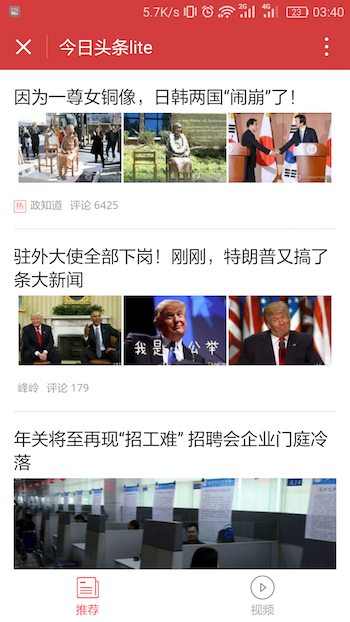 5.7K/s 2G 4G 23 03:40
今日头条lite
因为一尊女铜像，日韩两国“闹崩”了！
热 政知道 评论 6425
驻外大使全部下岗！刚刚，特朗普又搞了
条大新闻
我是 公举
峰岭 评论 179
年关将至再现“招工难” 招聘会企业门庭冷
落
A14
推荐 视频